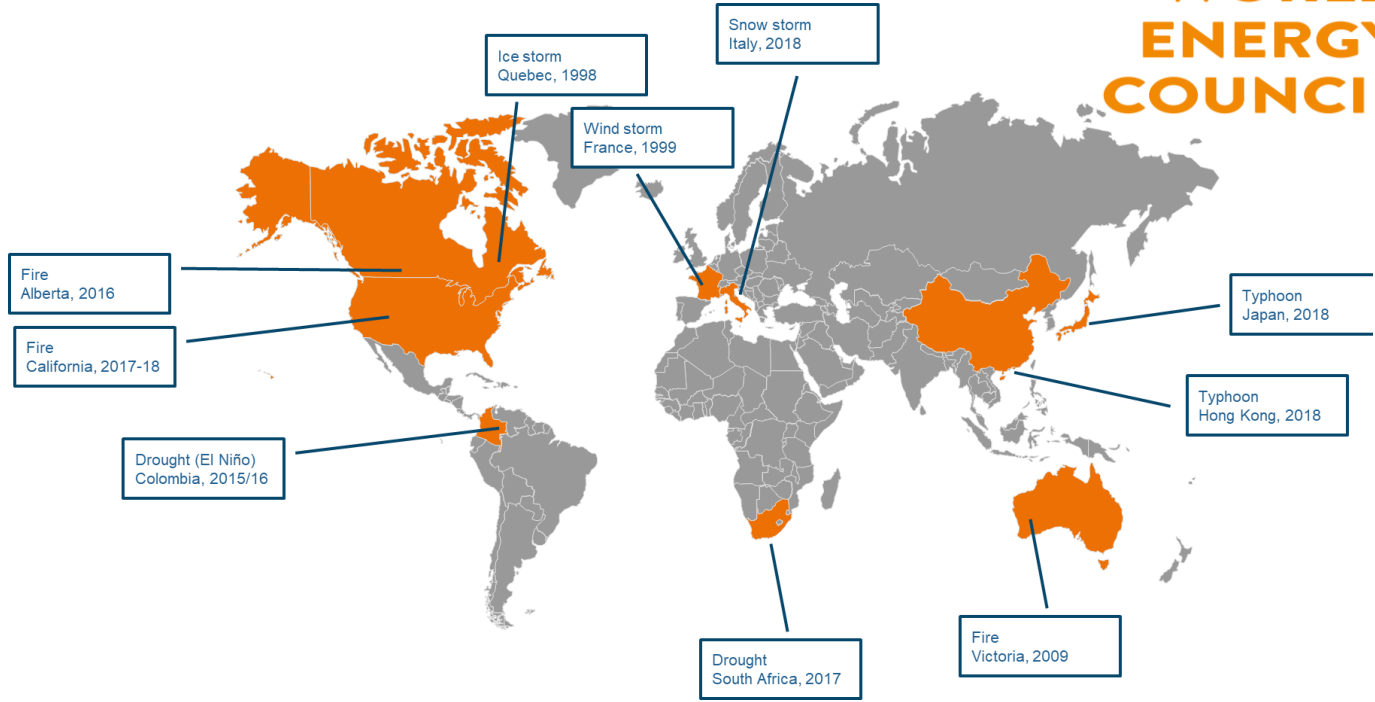 WORLD
ENERGY
COUNCI
Snow storm
Italy, 2018
Ice storm
Quebec, 1998
Wind storm
France, 1999
Fire
Alberta, 2016
Fire
California, 2017-18
Drought (El Niño)
Colombia, 2015/16
Typhoon
Japan, 2018
Typhoon
Hong Kong, 2018
Drought
South Africa, 2017
Fire
Victoria, 2009